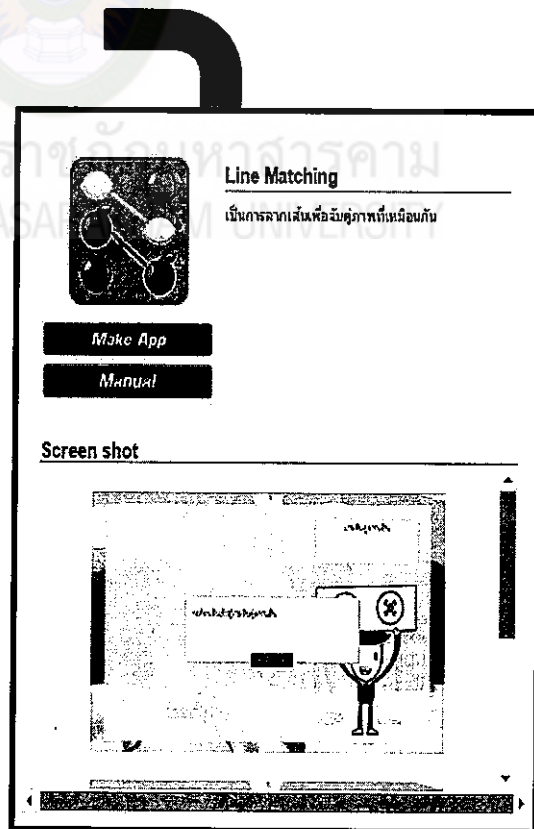 Line Matching
เป็นการลากเส้นเพื่อจับคู่ภาพที่เหมือนกัน
UNIVERSITY
Make App
Manual
Screen shot